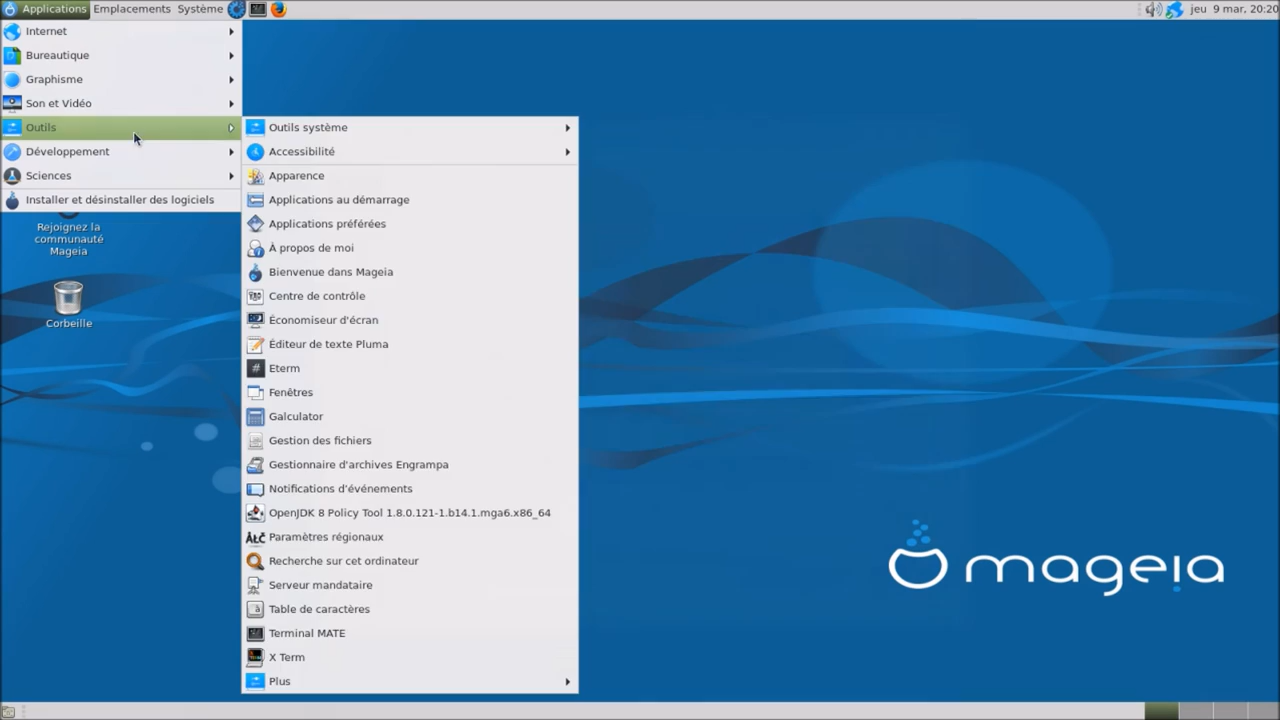 Applications Emplacements Système jeu 9 mar, 20:20
Internet
Bureautique
Graphisme
Son et Vidéo
Outils
Développement
Sciences
Installer et désinstaller des logiciels
Rejoignez la
communauté
Mageia
Corbeille
Outils système
Accessibilité
Apparence
Applications au démarrage
Applications préférées
À propos de moi
Bienvenue dans Mageia
Centre de contrôle
Économiseur d'écran
Éditeur de texte Pluma
Eterm
Fenêtres
Galculator
Gestion des fichiers
Gestionnaire d'archives Engrampa
Notifications d'événements
OpenJDK 8 Policy Tool 1.8.0.121-1.b14.1.mga6.x86_64
Paramètres régionaux
Recherche sur cet ordinateur
Serveur mandataire
Table de caractères
Terminal MATE
X Term
Plus
mageia